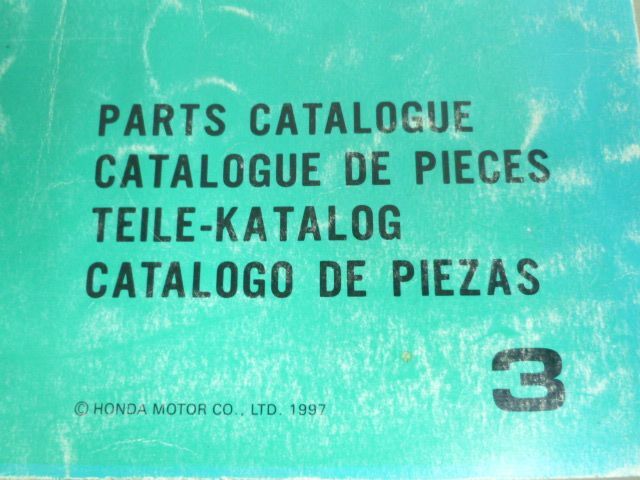 PARTS CATALOGUE
CATALOGUE DE PIECES
TEILE-KATALOG
CATALOGO DE PIEZAS
3
© HONDA MOTOR CO., LTD. 1997